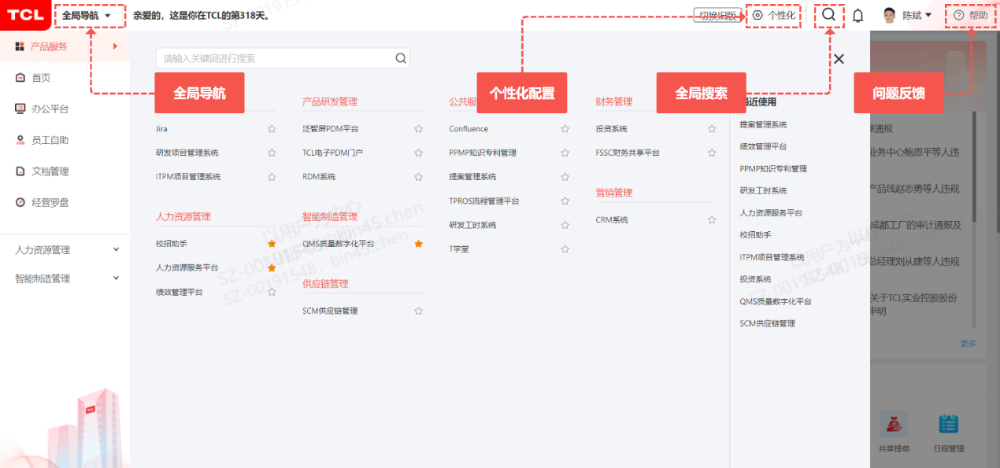 TCL
全局导航
亲爱的，这是你在TCL的第318天。
切换旧版
个性化
陈斌
帮助
产品服务
首页
办公平台
员工自助
文档管理
经营罗盘
人力资源管理
智能制造管理
请输入关键词进行搜索
全局导航
个性化配置
全局搜索
问题反馈
Jira
研发项目管理系统
ITPM项目管理系统
人力资源管理
校招助手
人力资源服务平台
绩效管理平台
产品研发管理
泛智屏PDM平台
TCL电子PDM门户
RDM系统
智能制造管理
QMS质量数字化平台
供应链管理
SCM供应链管理
公共服
Confluence
PPMP知识专利管理
提案管理系统
TPROS流程管理平台
研发工时系统
T学堂
财务管理
投资系统
FSSC财务共享平台
营销管理
CRM系统
最近使用
提案管理系统
绩效管理平台
PPMP知识专利管理
研发工时系统
人力资源服务平台
校招助手
ITPM项目管理系统
投资系统
QMS质量数字化平台
SCM供应链管理
通报
业务中心鲍恩平等人违
产品线赵志勇等人违规
成都工厂的审计通报及
总经理刘从建等人违规
关于TCL实业控股股份
申明
更多
共享提单
日程管理
以用户为中心
SZ-00191548，bin45.chen